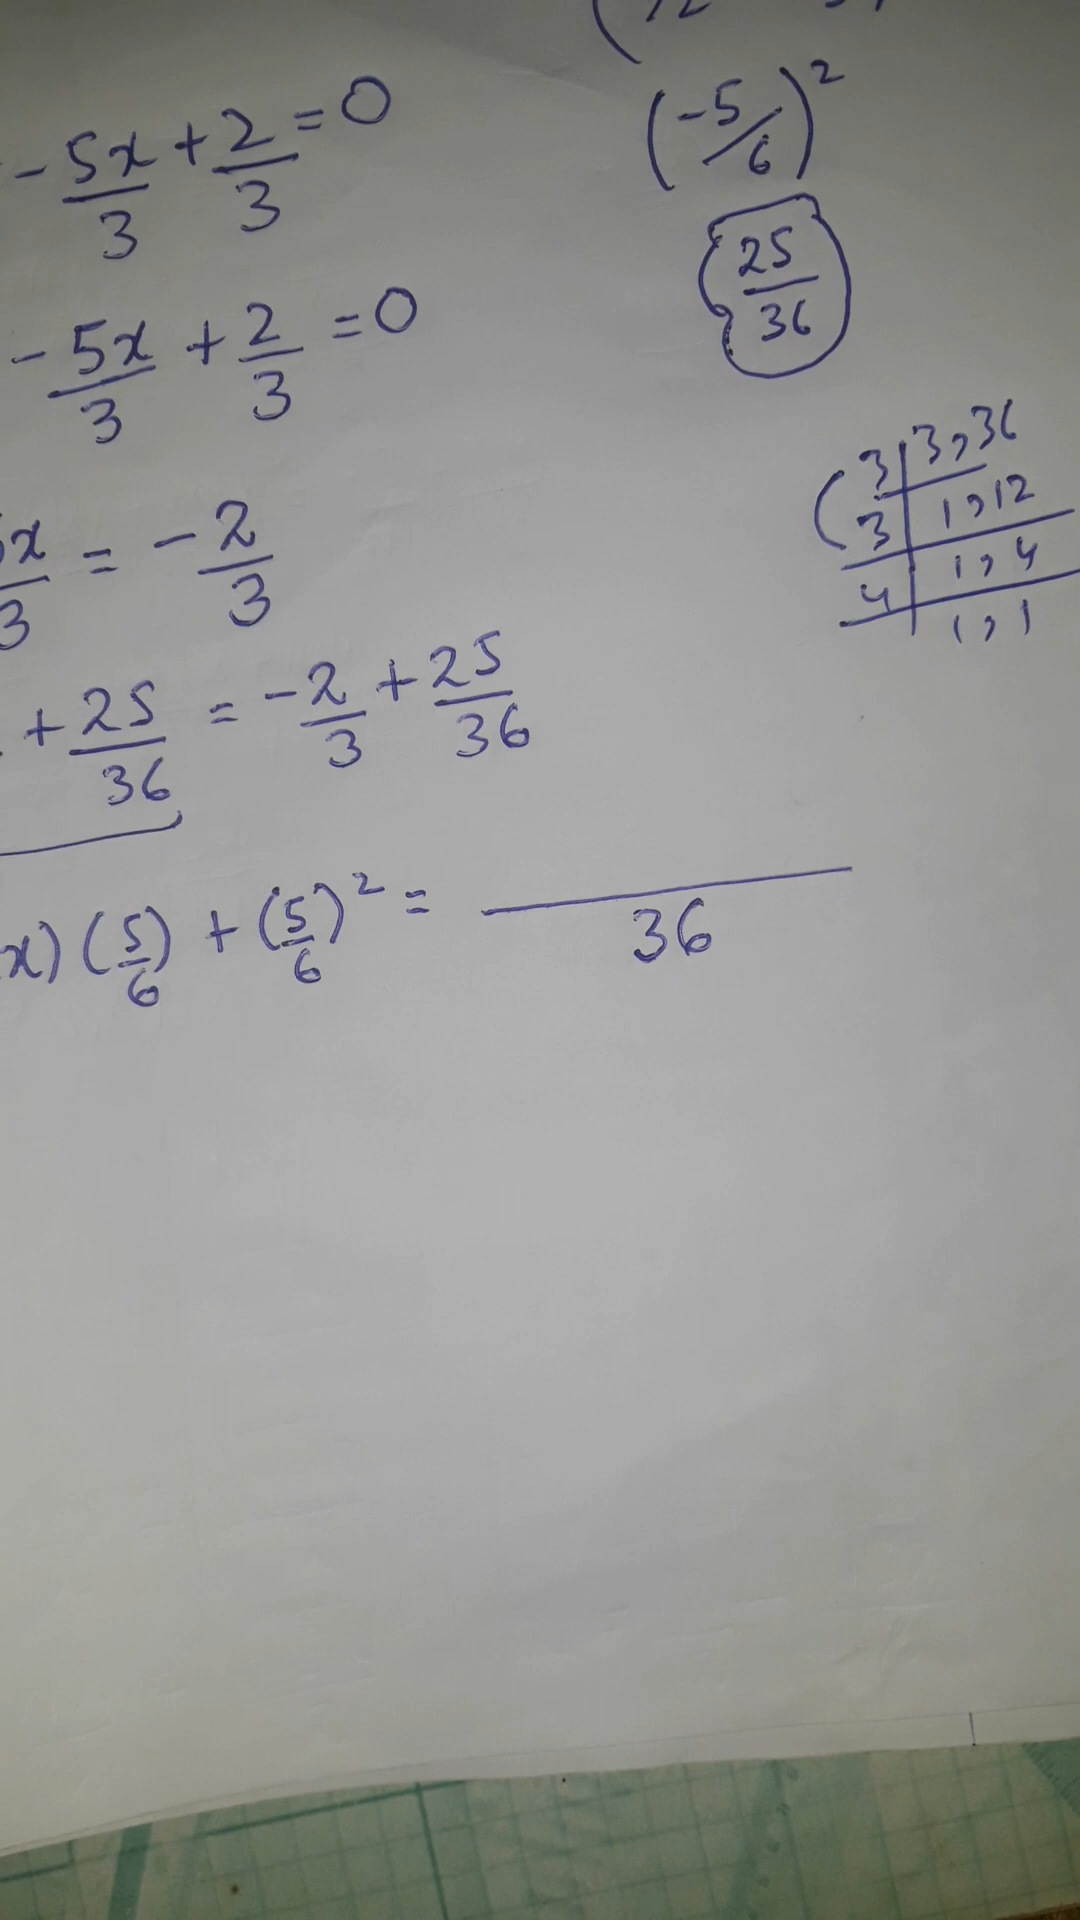 - 5x/3 + 2/3 = 0
- 5x/3 + 2/3 = 0
x/3 = - 2/3
+ 25/36 = - 2/3 + 25/36
x) (5/6) + (5/6)² = /36
(-5/6)²
25/36
3 | 3, 36
3 | 1, 12
4 | 1, 4
1, 1